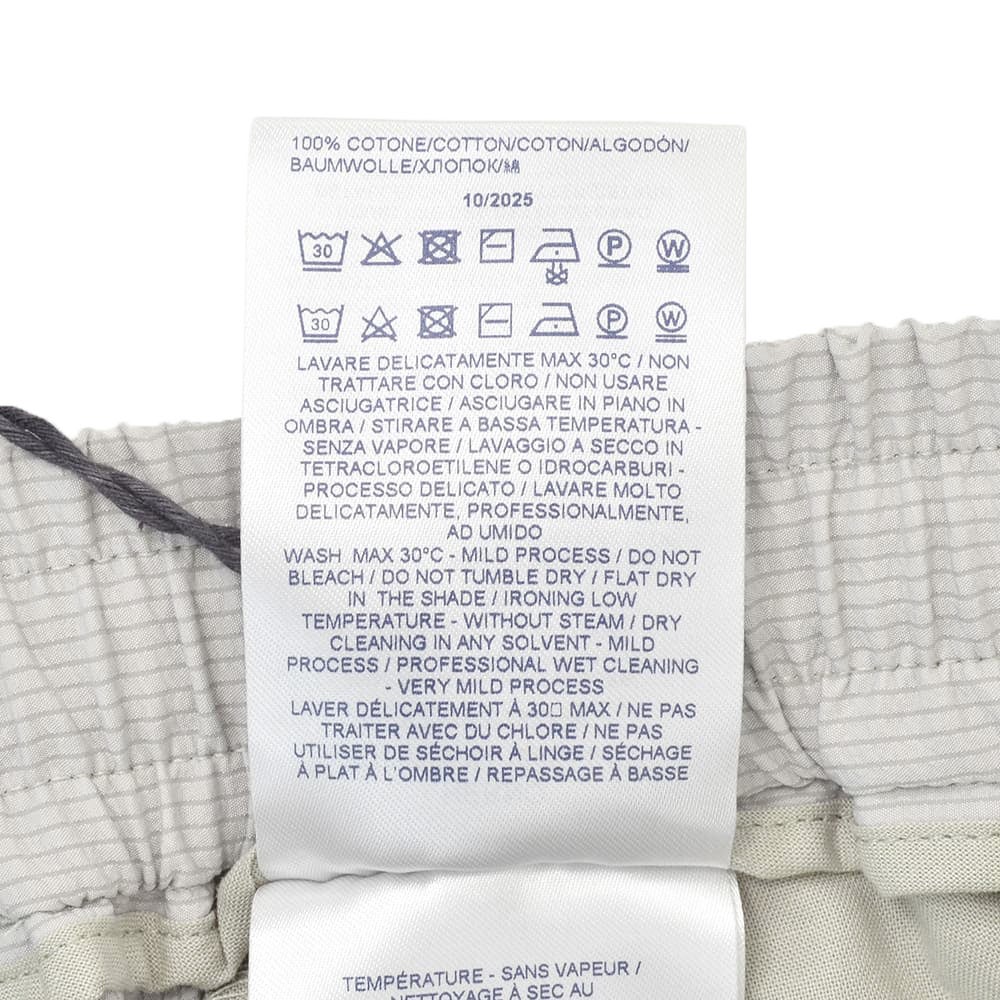 100% COTONE/COTTON/COTON/ALGODÓN/
BAUMWOLLE/ХЛОПОК/綿
10/2025
30 P W
30 P W
LAVARE DELICATAMENTE MAX 30°C / NON
TRATTARE CON CLORO / NON USARE
ASCIUGATRICE / ASCIUGARE IN PIANO IN
OMBRA / STIRARE A BASSA TEMPERATURA -
SENZA VAPORE / LAVAGGIO A SECCO IN
TETRACLOROETILENE O IDROCARBURI -
PROCESSO DELICATO / LAVARE MOLTO
DELICATAMENTE, PROFESSIONALMENTE,
AD UMIDO
WASH MAX 30°C - MILD PROCESS / DO NOT
BLEACH / DO NOT TUMBLE DRY / FLAT DRY
IN THE SHADE / IRONING LOW
TEMPERATURE - WITHOUT STEAM / DRY
CLEANING IN ANY SOLVENT - MILD
PROCESS / PROFESSIONAL WET CLEANING
- VERY MILD PROCESS
LAVER DÉLICATEMENT À 30□ MAX / NE PAS
TRAITER AVEC DU CHLORE / NE PAS
UTILISER DE SÉCHOIR À LINGE / SÉCHAGE
À PLAT À L'OMBRE / REPASSAGE À BASSE
TEMPÉRATURE - SANS VAPEUR /
NETTOYAGE À SEC AU